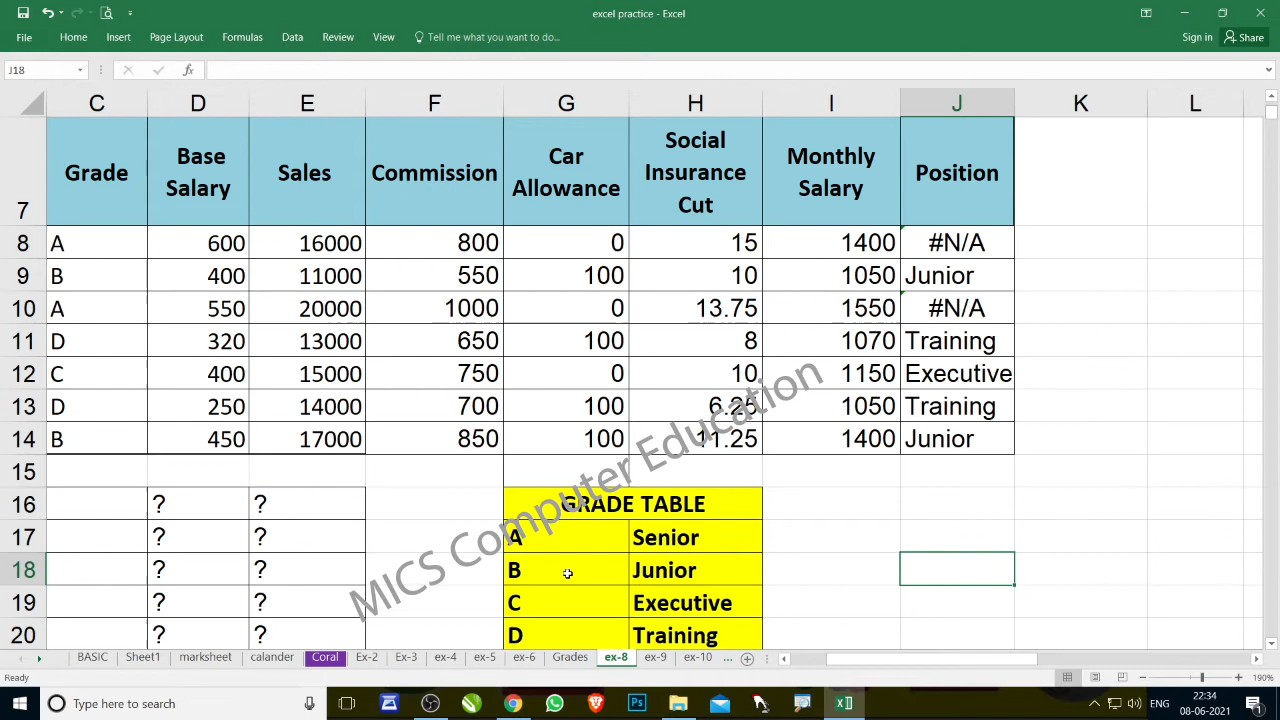 excel practice - Excel
File Home Insert Page Layout Formulas Data Review View Tell me what you want to do... Sign in Share
J18 fx
C D E F G H I J K L
7 Grade Base Salary Sales Commission Car Allowance Social Insurance Cut Monthly Salary Position
8 A 600 16000 800 0 15 1400 #N/A
9 B 400 11000 550 100 10 1050 Junior
10 A 550 20000 1000 0 13.75 1550 #N/A
11 D 320 13000 650 100 8 1070 Training
12 C 400 15000 750 0 10 1150 Executive
13 D 250 14000 700 100 6.25 1050 Training
14 B 450 17000 850 100 11.25 1400 Junior
15
16 ? ? GRADE TABLE
17 ? ? A Senior
18 ? ? B Junior
19 ? ? C Executive
20 ? ? D Training
MICS Computer Education
BASIC Sheet1 marksheet calander Coral Ex-2 Ex-3 ex-4 ex-5 ex-6 Grades ex-8 ex-9 ex-10 ...
Ready 190%
Type here to search ENG 22:34
08-06-2021